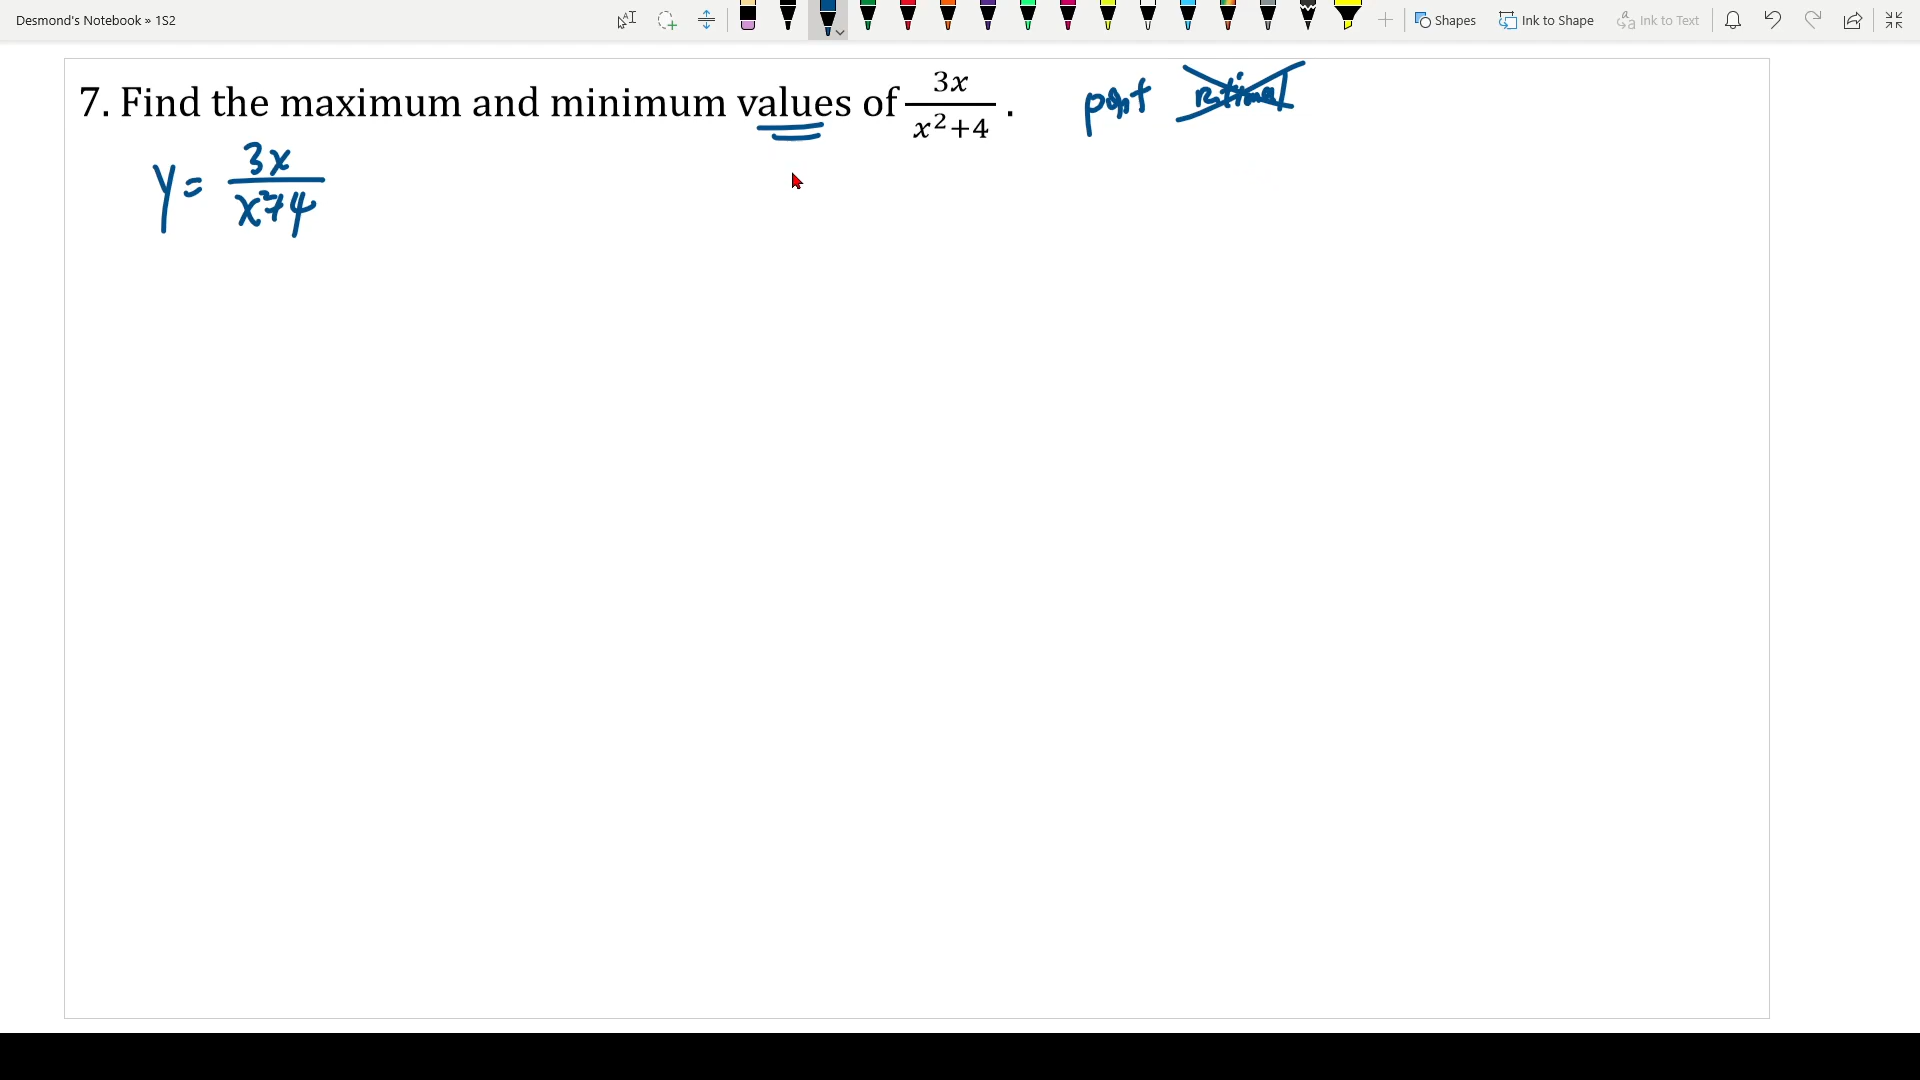 Desmond's Notebook » 1S2
Shapes Ink to Shape Ink to Text
7. Find the maximum and minimum values of 3x/(x²+4) .
y = 3x/(x²+4)